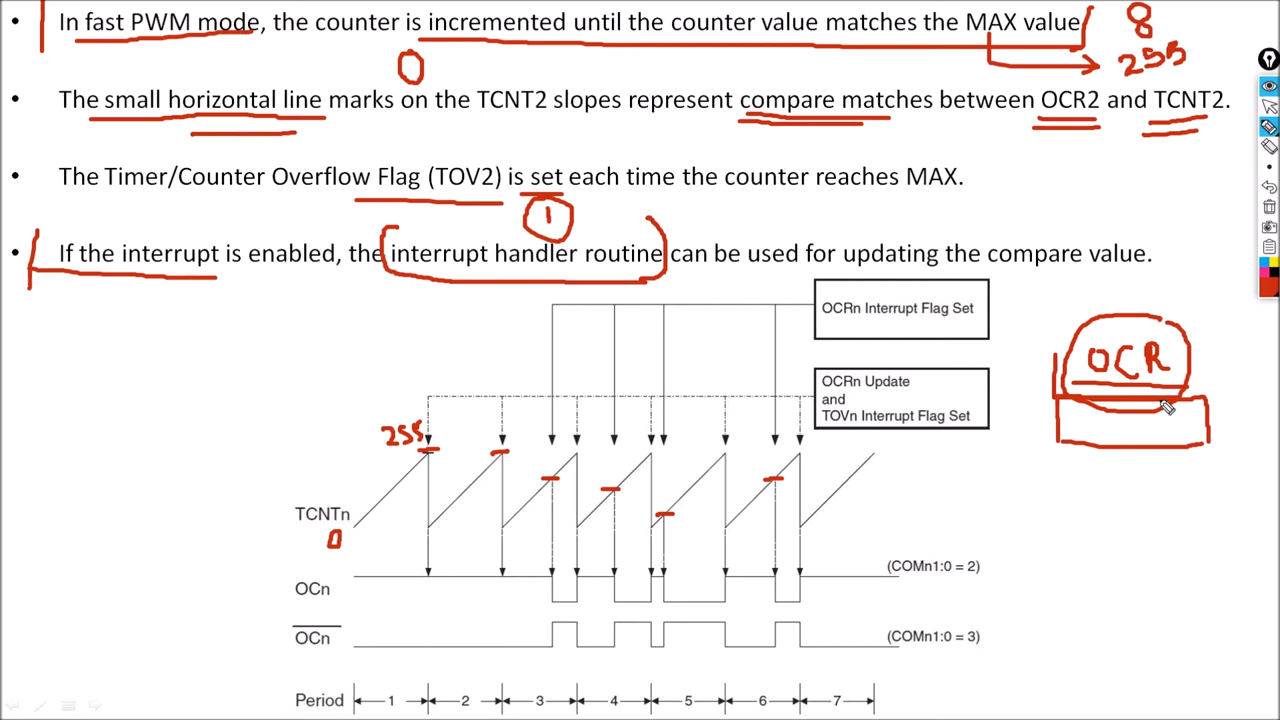 • In fast PWM mode, the counter is incremented until the counter value matches the MAX value
8
0
255
• The small horizontal line marks on the TCNT2 slopes represent compare matches between OCR2 and TCNT2.
• The Timer/Counter Overflow Flag (TOV2) is set each time the counter reaches MAX.
1
• If the interrupt is enabled, the interrupt handler routine can be used for updating the compare value.
OCRn Interrupt Flag Set
OCR
OCRn Update
and
TOVn Interrupt Flag Set
255
TCNTn
0
(COMn1:0 = 2)
OCn
OCn
(COMn1:0 = 3)
Period 1 2 3 4 5 6 7